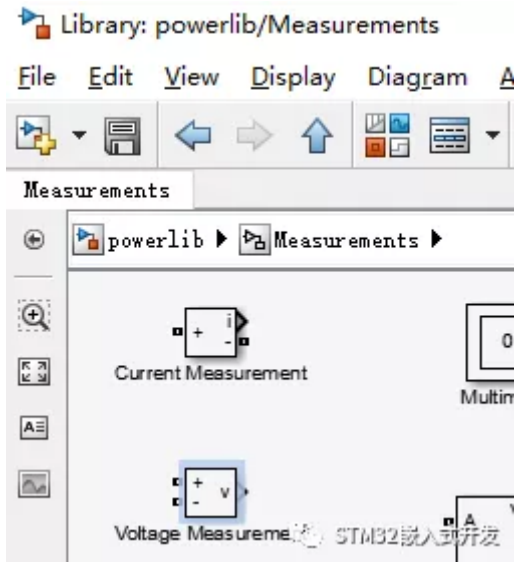 Library: powerlib/Measurements
File Edit View Display Diagram A
Measurements
powerlib Measurements
+ i -
0
Current Measurement
Multim
+ - v
A V
Voltage Measureme
STM32嵌入式开发